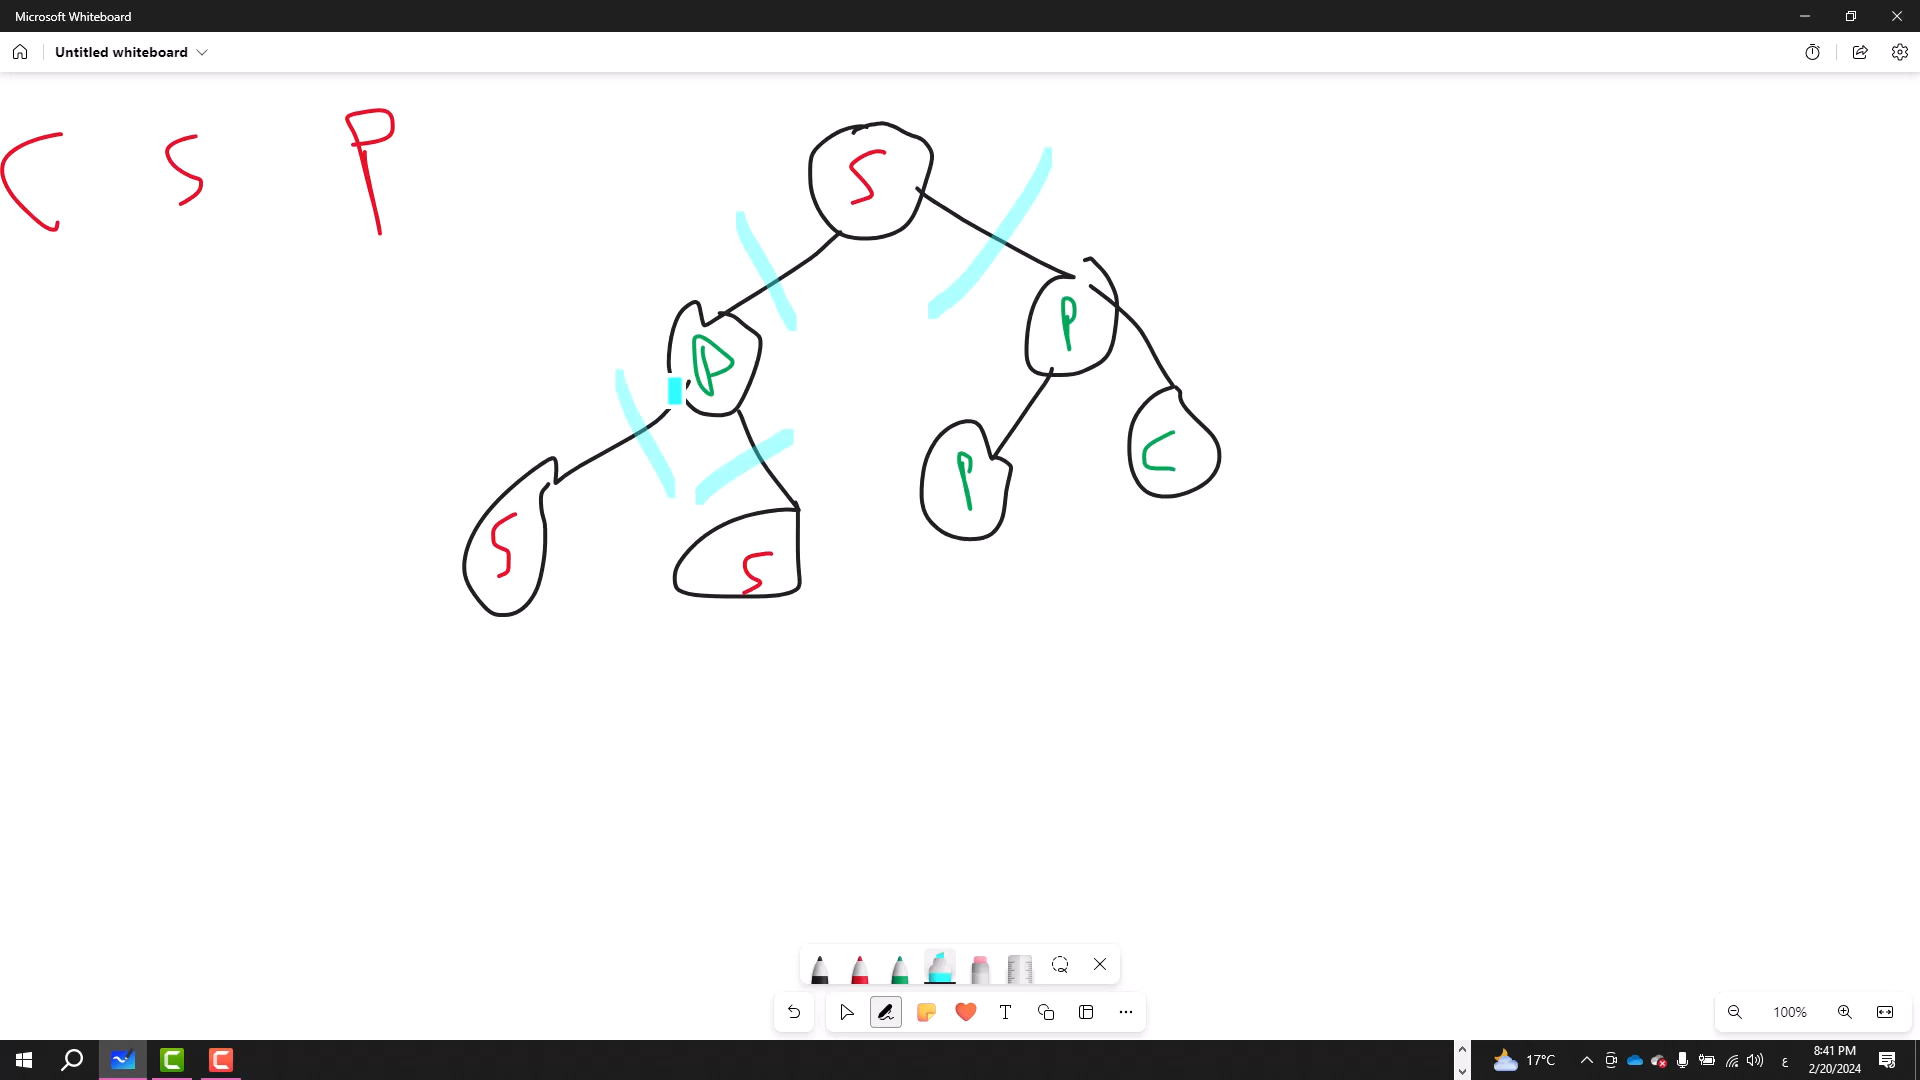 Microsoft Whiteboard
Untitled whiteboard
C S P
S
P P
S S P C
100%
17°C
ع
8:41 PM
2/20/2024